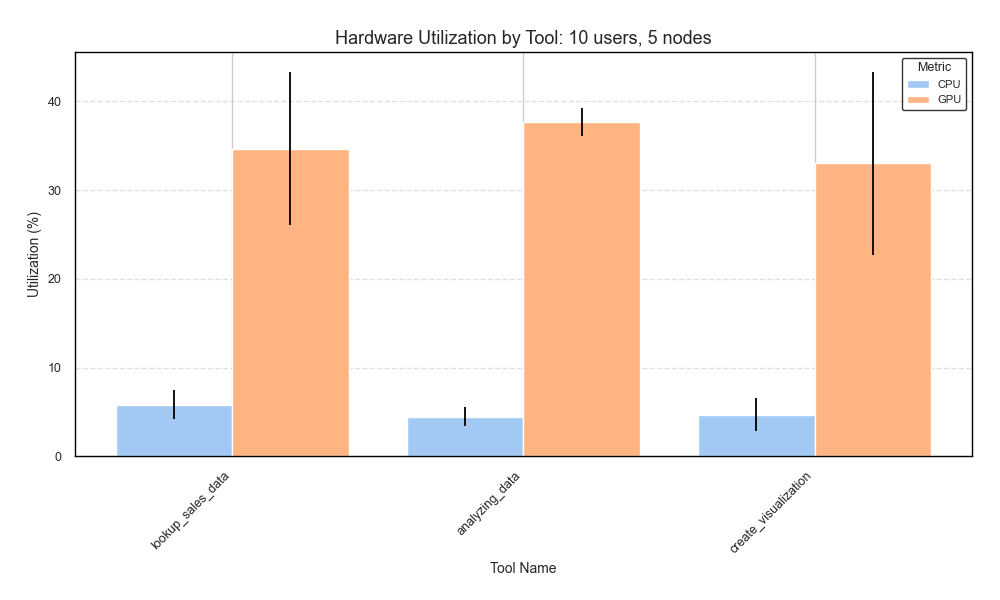 Hardware Utilization by Tool: 10 users, 5 nodes
Metric
CPU
GPU
Utilization (%)
40
30
20
10
0
lookup_sales_data
analyzing_data
create_visualization
Tool Name